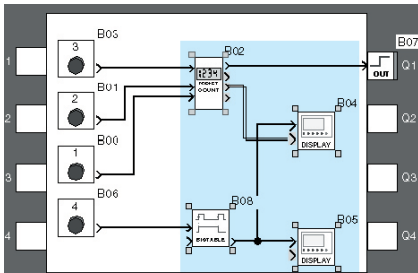 B03
B02
B07
3
1234
PRESET
COUNT
1
Q1
OUT
B01
2
B04
2
Q2
B00
1
DISPLAY
3
Q3
B06
B08
B05
4
BISTABLE
4
Q4
DISPLAY